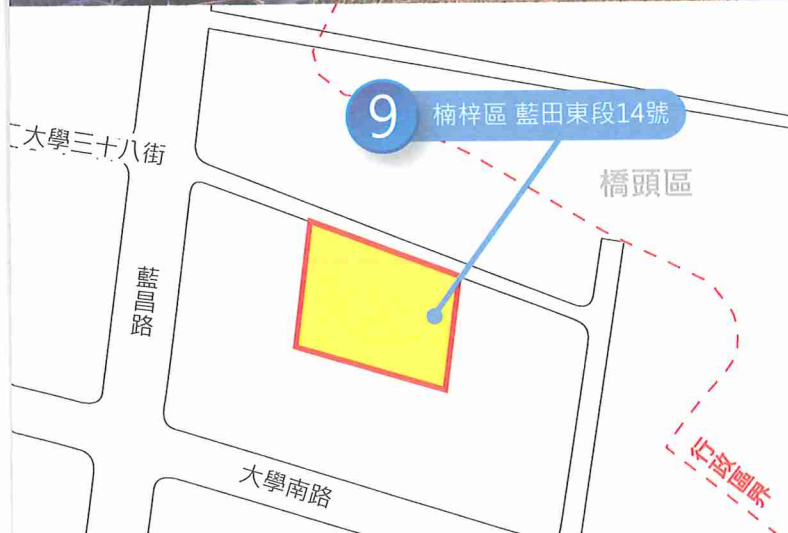 9 楠梓區 藍田東段14號
大學三十八街
橋頭區
藍昌路
大學南路
行政區界